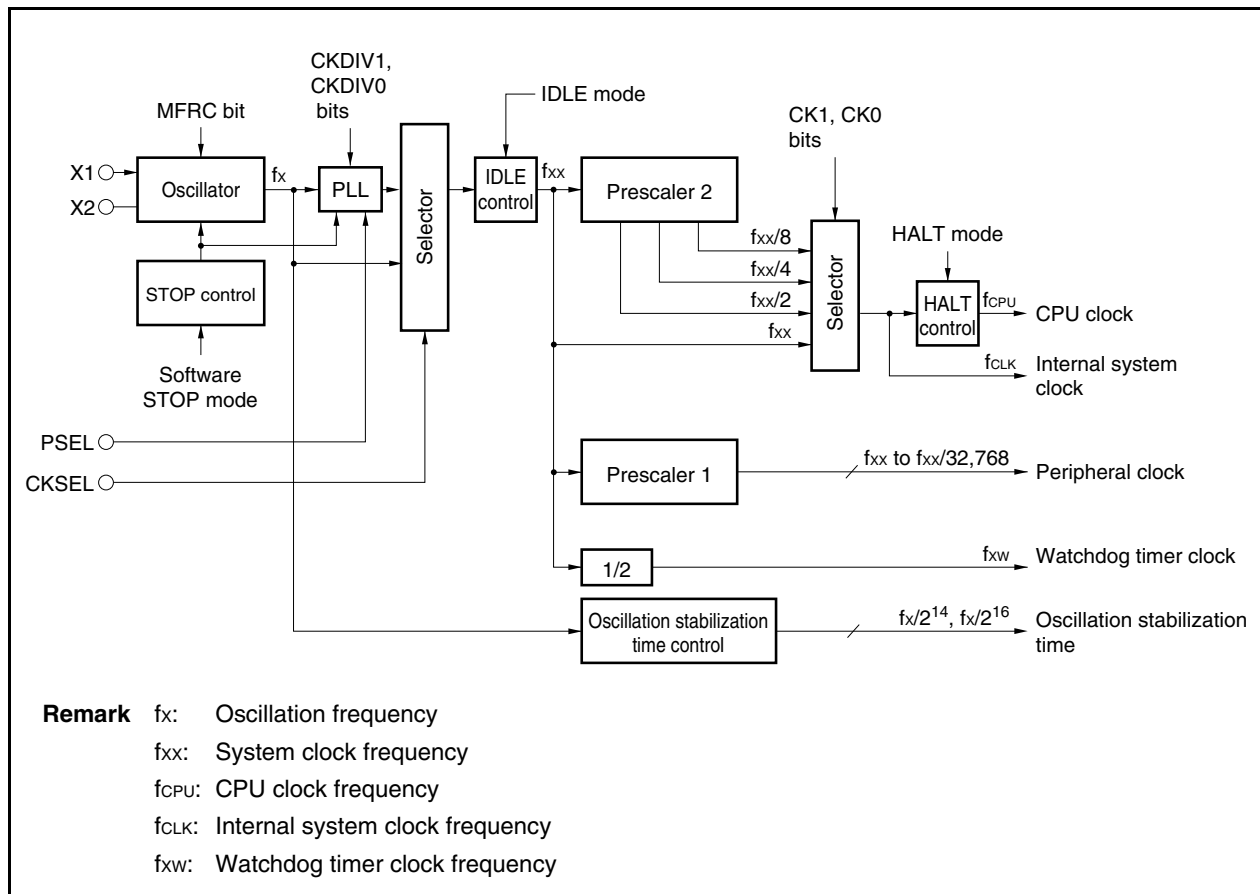 CKDIV1,
CKDIV0
bits
MFRC bit
IDLE mode
CK1, CK0
bits
X1
X2
Oscillator
fX
PLL
Selector
IDLE
control
fXX
Prescaler 2
fXX/8
fXX/4
fXX/2
fXX
Selector
HALT mode
HALT
control
fCPU
CPU clock
fCLK
Internal system
clock
STOP control
Software
STOP mode
PSEL
CKSEL
Prescaler 1
fXX to fXX/32,768
Peripheral clock
1/2
fXW
Watchdog timer clock
Oscillation stabilization
time control
fX/2^14, fX/2^16
Oscillation stabilization
time
Remark fX: Oscillation frequency
fXX: System clock frequency
fCPU: CPU clock frequency
fCLK: Internal system clock frequency
fXW: Watchdog timer clock frequency